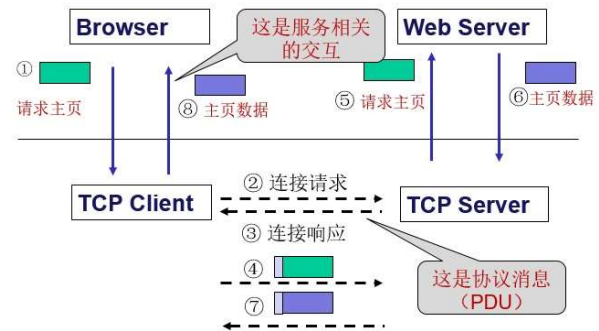 Browser
Web Server
这是服务相关
的交互
①
请求主页
⑧ 主页数据
⑤ 请求主页
⑥主页数据
TCP Client
② 连接请求
TCP Server
③ 连接响应
④
⑦
这是协议消息
（PDU）